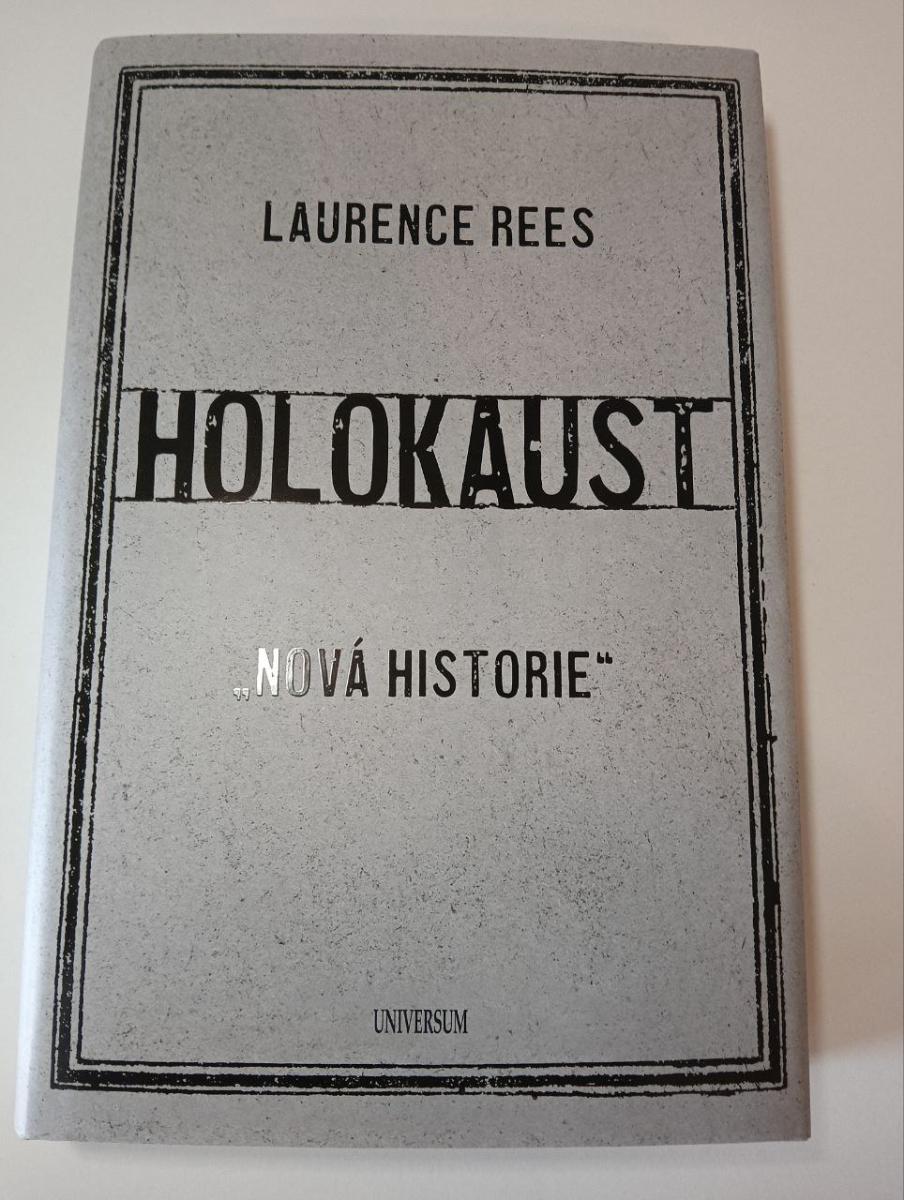 LAURENCE REES
HOLOKAUST
„NOVÁ HISTORIE“
UNIVERSUM